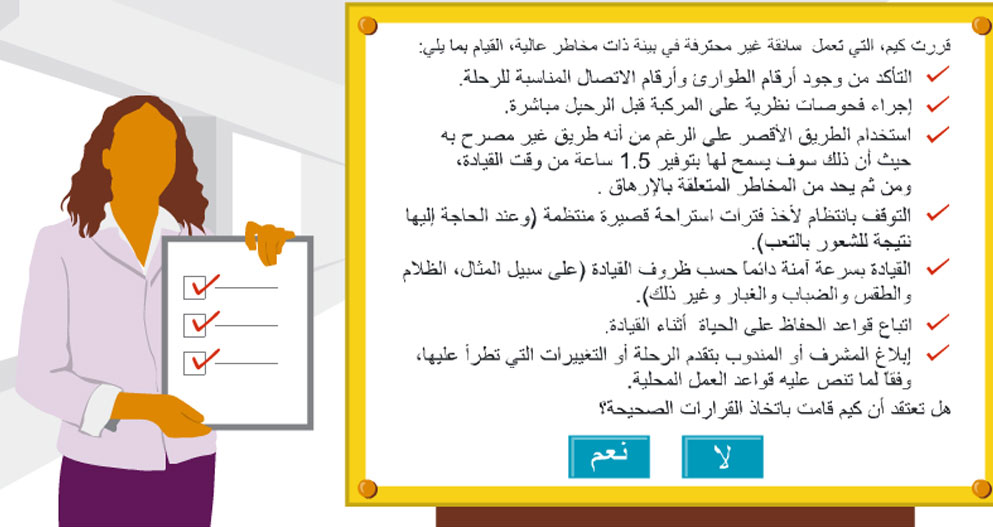 قررت كيم، التي تعمل سائقة غير محترفة في بيئة ذات مخاطر عالية، القيام بما يلي:
التأكد من وجود أرقام الطوارئ وأرقام الاتصال المناسبة للرحلة.
إجراء فحوصات نظرية على المركبة قبل الرحيل مباشرة.
استخدام الطريق الأقصر على الرغم من أنه طريق غير مصرح به
حيث أن ذلك سوف يسمح لها بتوفير 1.5 ساعة من وقت القيادة،
ومن ثم يحد من المخاطر المتعلقة بالإرهاق .
التوقف بانتظام لأخذ فترات استراحة قصيرة منتظمة (وعند الحاجة إليها
نتيجة للشعور بالتعب).
القيادة بسرعة آمنة دائماً حسب ظروف القيادة (على سبيل المثال، الظلام
والطقس والضباب والغبار وغير ذلك).
اتباع قواعد الحفاظ على الحياة أثناء القيادة.
إبلاغ المشرف أو المندوب بتقدم الرحلة أو التغييرات التي تطرأ عليها،
وفقاً لما تنص عليه قواعد العمل المحلية.
هل تعتقد أن كيم قامت باتخاذ القرارات الصحيحة؟
لا
نعم